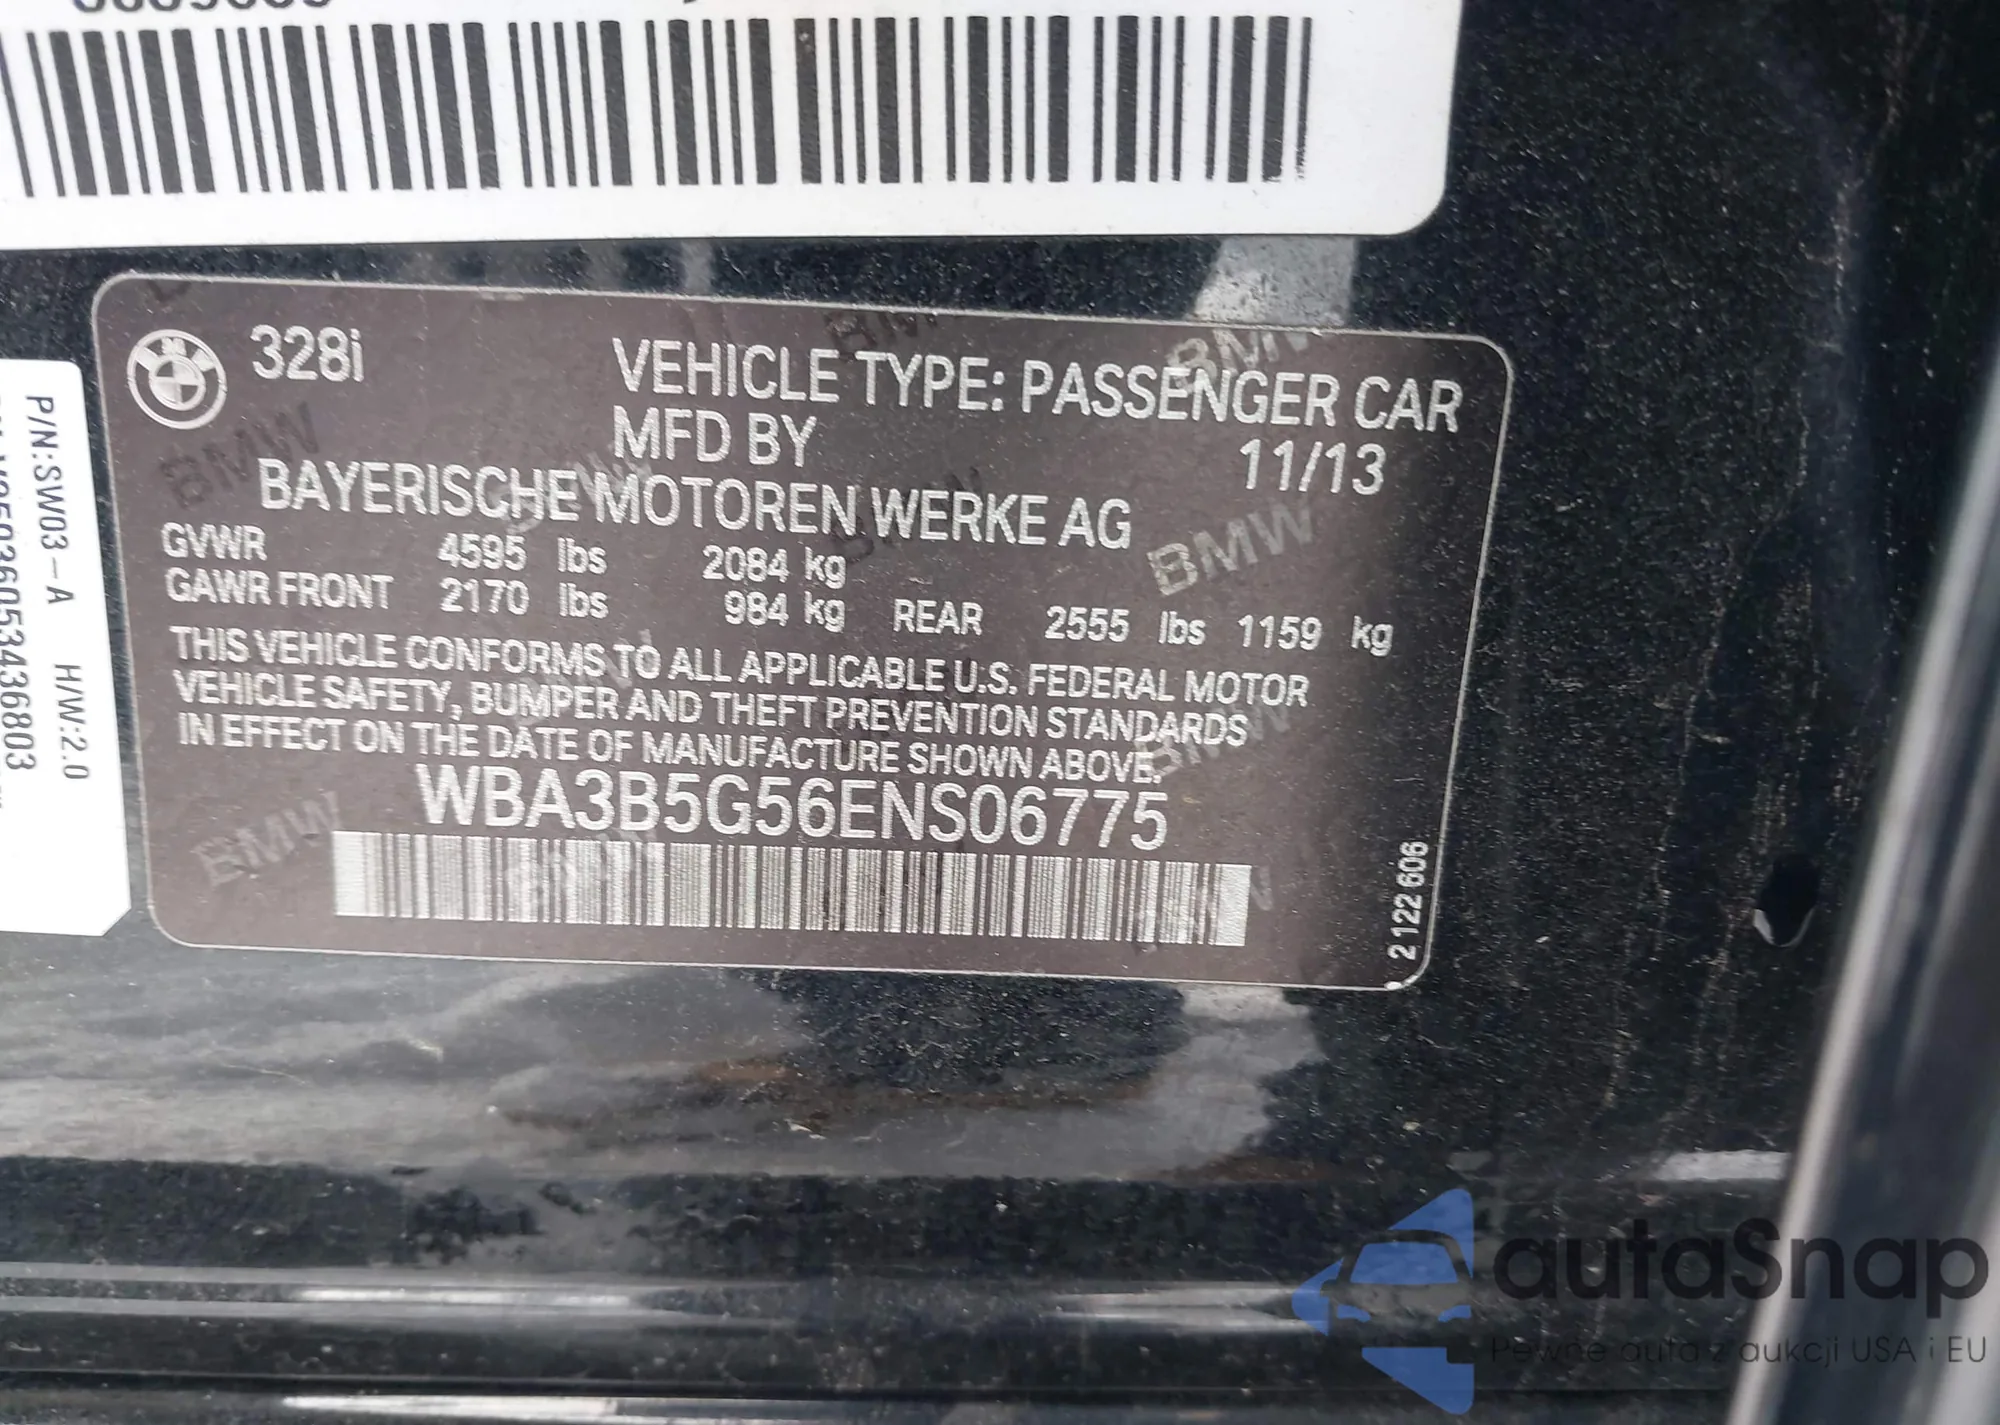 BMW
328i
VEHICLE TYPE: PASSENGER CAR
MFD BY
11/13
BAYERISCHE MOTOREN WERKE AG
GVWR 4595 lbs 2084 kg
GAWR FRONT 2170 lbs 984 kg REAR 2555 lbs 1159 kg
THIS VEHICLE CONFORMS TO ALL APPLICABLE U.S. FEDERAL MOTOR
VEHICLE SAFETY, BUMPER AND THEFT PREVENTION STANDARDS
IN EFFECT ON THE DATE OF MANUFACTURE SHOWN ABOVE.
WBA3B5G56ENS06775
2 122 606
P/N:SW03-A H/W:2.0
autaSnap
Pewne auta z aukcji USA i EU